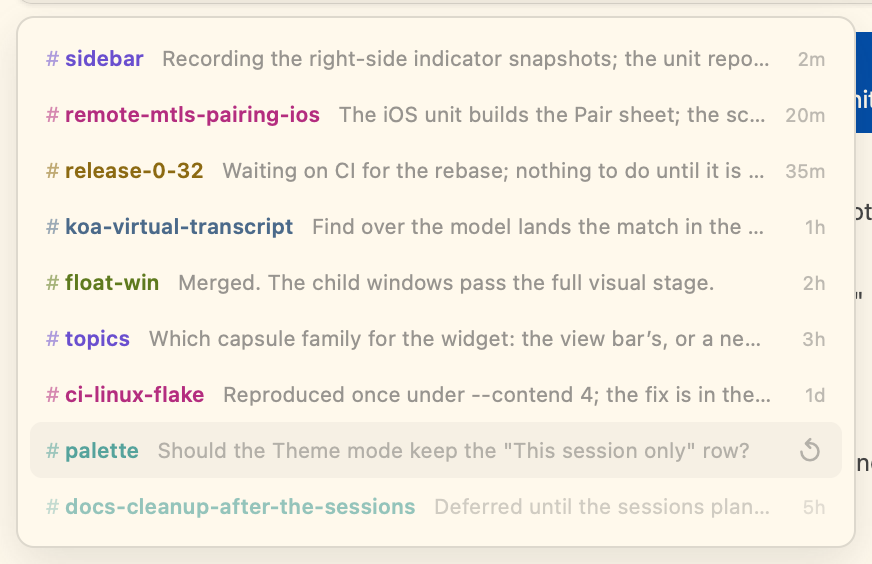 # sidebar Recording the right-side indicator snapshots; the unit repo… 2m
# remote-mtls-pairing-ios The iOS unit builds the Pair sheet; the sc… 20m
# release-0-32 Waiting on CI for the rebase; nothing to do until it is … 35m
# koa-virtual-transcript Find over the model lands the match in the … 1h
# float-win Merged. The child windows pass the full visual stage. 2h
# topics Which capsule family for the widget: the view bar’s, or a ne… 3h
# ci-linux-flake Reproduced once under --contend 4; the fix is in the… 1d
# palette Should the Theme mode keep the "This session only" row?
# docs-cleanup-after-the-sessions Deferred until the sessions plan… 5h